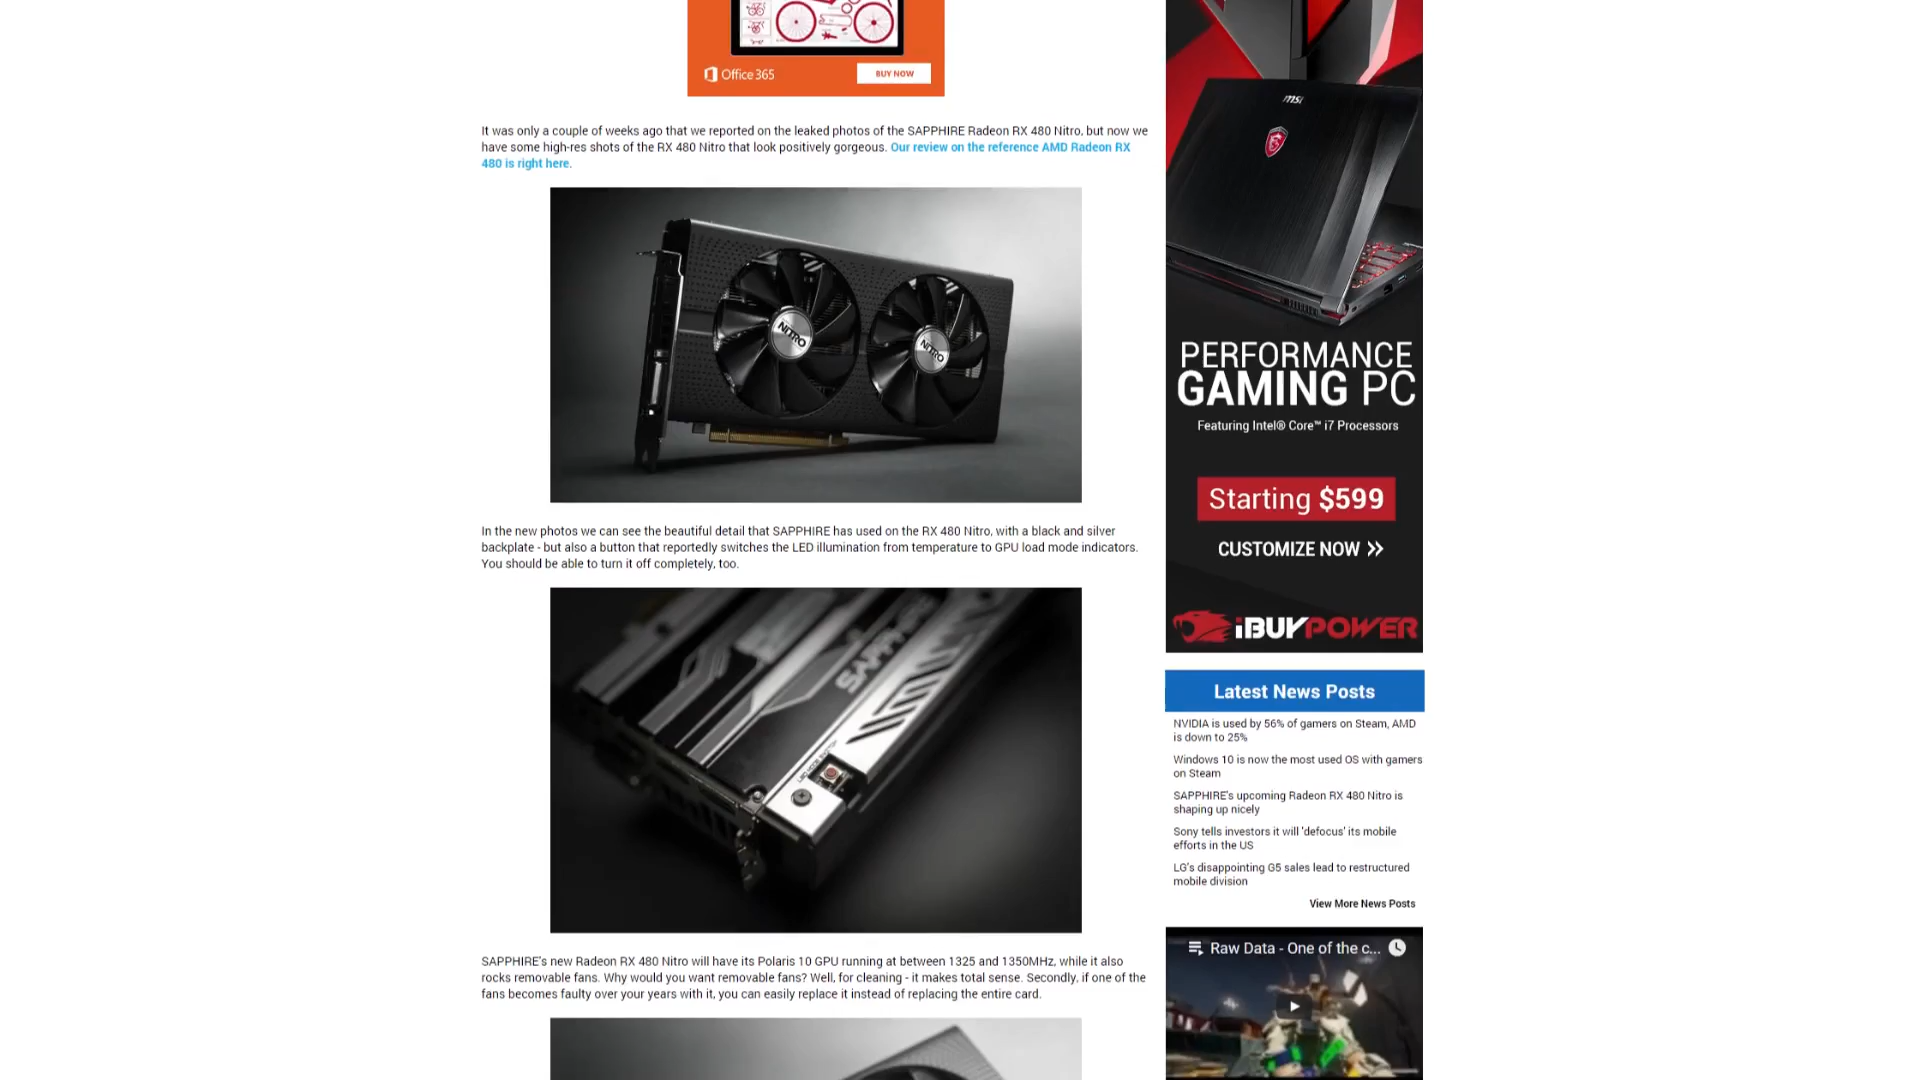 Office 365
BUY NOW
It was only a couple of weeks ago that we reported on the leaked photos of the SAPPHIRE Radeon RX 480 Nitro, but now we
have some high-res shots of the RX 480 Nitro that look positively gorgeous. Our review on the reference AMD Radeon RX
480 is right here.
NITRO
NITRO
In the new photos we can see the beautiful detail that SAPPHIRE has used on the RX 480 Nitro, with a black and silver
backplate - but also a button that reportedly switches the LED illumination from temperature to GPU load mode indicators.
You should be able to turn it off completely, too.
SAPPHIRE
LED MODE SWITCH
SAPPHIRE's new Radeon RX 480 Nitro will have its Polaris 10 GPU running at between 1325 and 1350MHz, while it also
rocks removable fans. Why would you want removable fans? Well, for cleaning - it makes total sense. Secondly, if one of the
fans becomes faulty over your years with it, you can easily replace it instead of replacing the entire card.
msi
PERFORMANCE
GAMING PC
Featuring Intel® Core™ i7 Processors
Starting $599
CUSTOMIZE NOW »
iBUYPOWER
Latest News Posts
NVIDIA is used by 56% of gamers on Steam, AMD
is down to 25%
Windows 10 is now the most used OS with gamers
on Steam
SAPPHIRE's upcoming Radeon RX 480 Nitro is
shaping up nicely
Sony tells investors it will 'defocus' its mobile
efforts in the US
LG's disappointing G5 sales lead to restructured
mobile division
View More News Posts
Raw Data - One of the c...